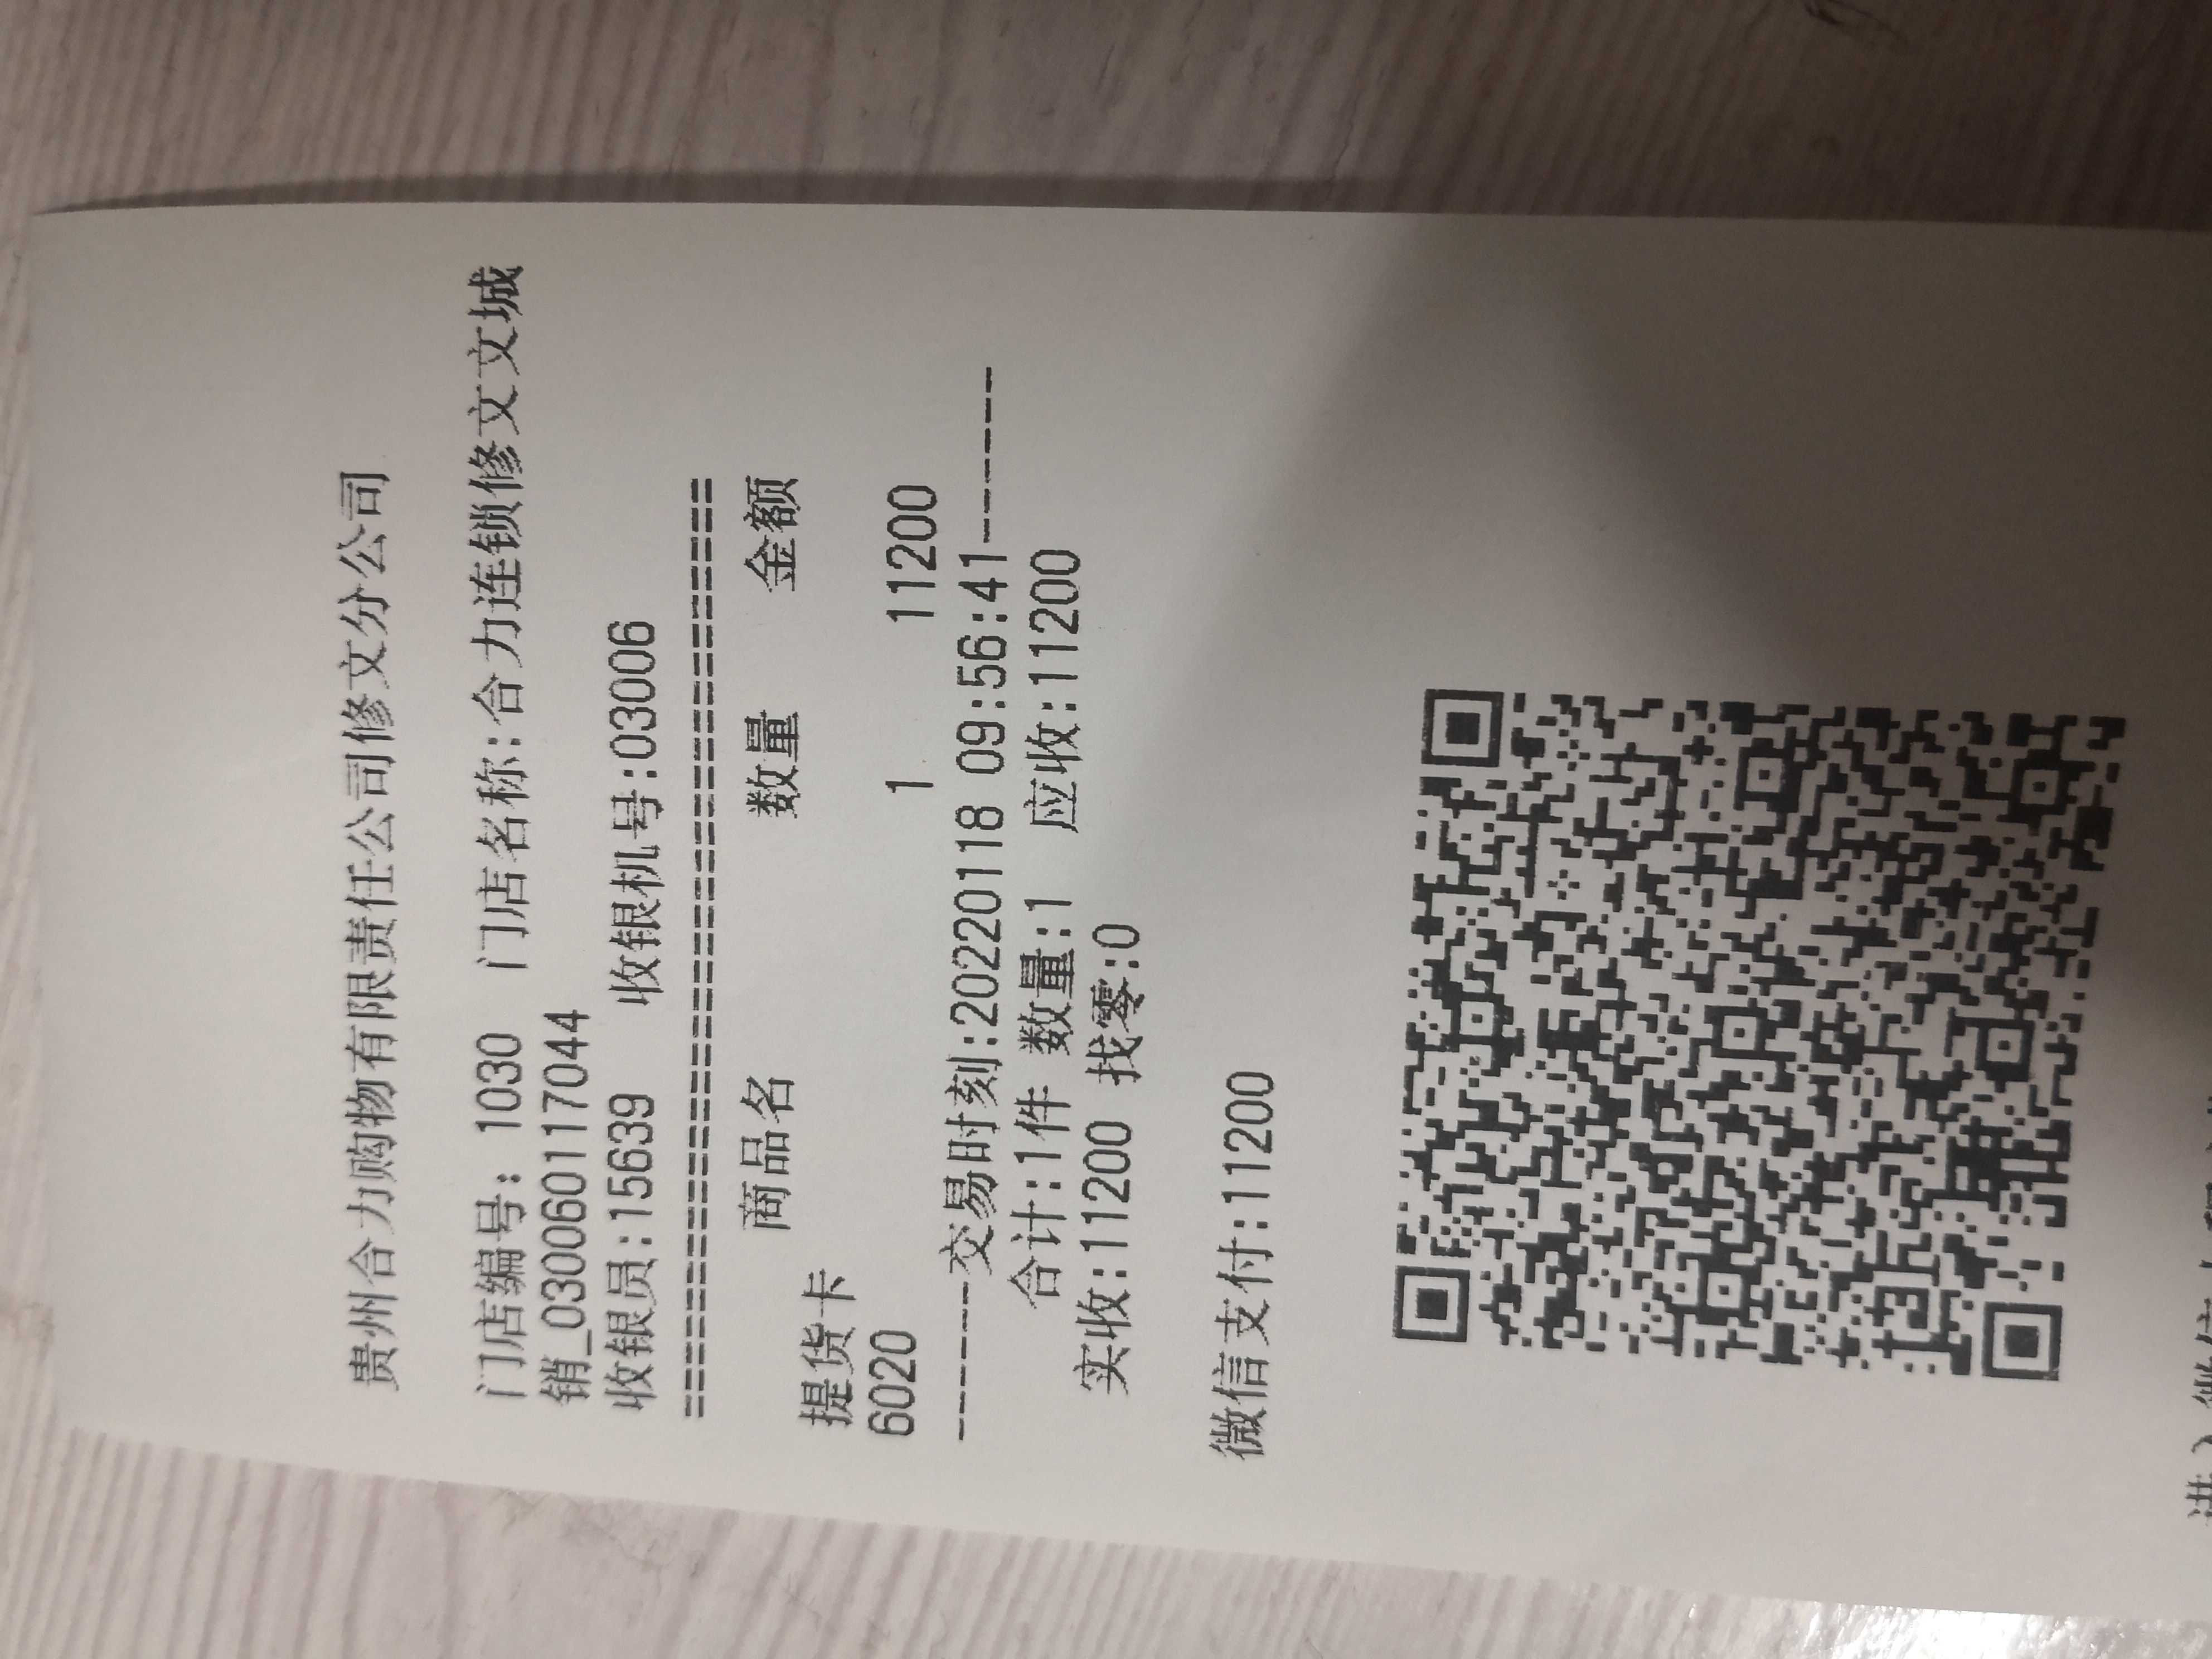 贵州合力购物有限责任公司修文分公司
门店编号: 1030 门店名称:合力连锁修文文城
销_0300601117044
收银员:15639 收银机号:03006
==================================
商品名 数量 金额
提货卡
6020 1 11200
------交易时刻:20220118 09:56:41-------
合计:1件 数量:1 应收:11200
实收:11200 找零:0
微信支付:11200